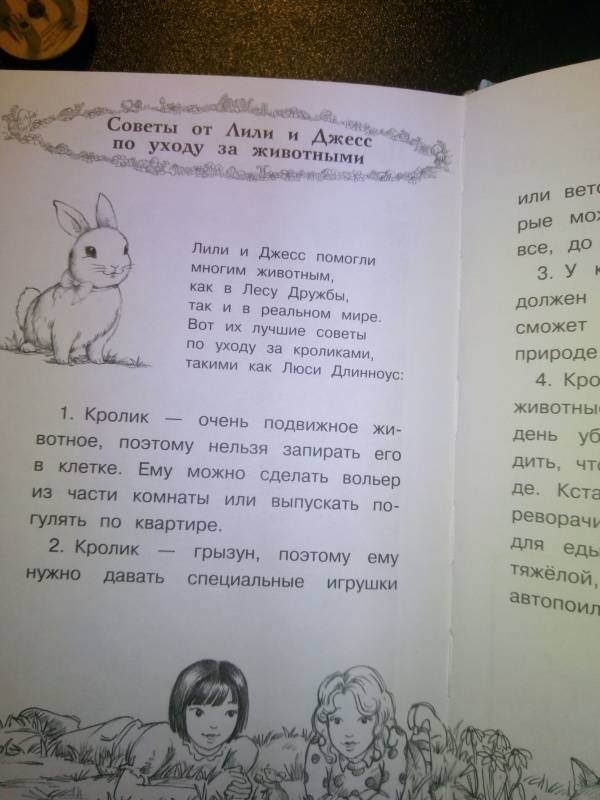 Советы от Лили и Джесс
по уходу за животными
Лили и Джесс помогли
многим животным,
как в Лесу Дружбы,
так и в реальном мире.
Вот их лучшие советы
по уходу за кроликами,
такими как Люси Длинноус:
1. Кролик — очень подвижное жи-
вотное, поэтому нельзя запирать его
в клетке. Ему можно сделать вольер
из части комнаты или выпускать по-
гулять по квартире.
2. Кролик — грызун, поэтому ему
нужно давать специальные игрушки
или вето
рые мож
все, до
3. У к
должен
сможет
природе
4. Кро
животные
день уб
дить, что
де. Кста
реворачи
для еды
тяжёлой,
автопоил